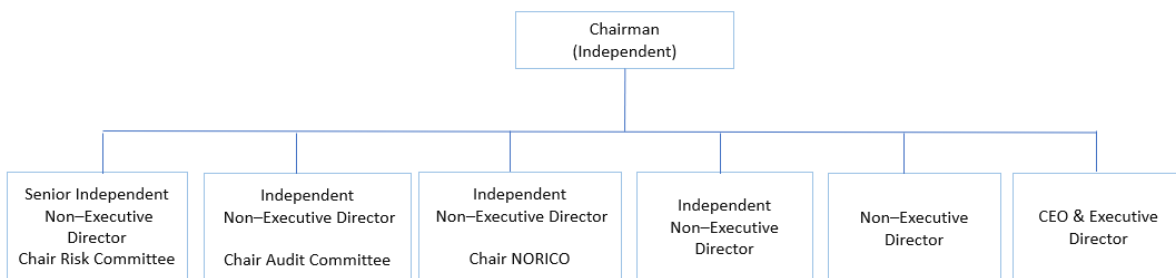 Chairman
(Independent)
Senior Independent
Non–Executive
Director
Chair Risk Committee
Independent
Non–Executive Director
Chair Audit Committee
Independent
Non–Executive Director
Chair NORICO
Independent
Non–Executive
Director
Non–Executive
Director
CEO & Executive
Director